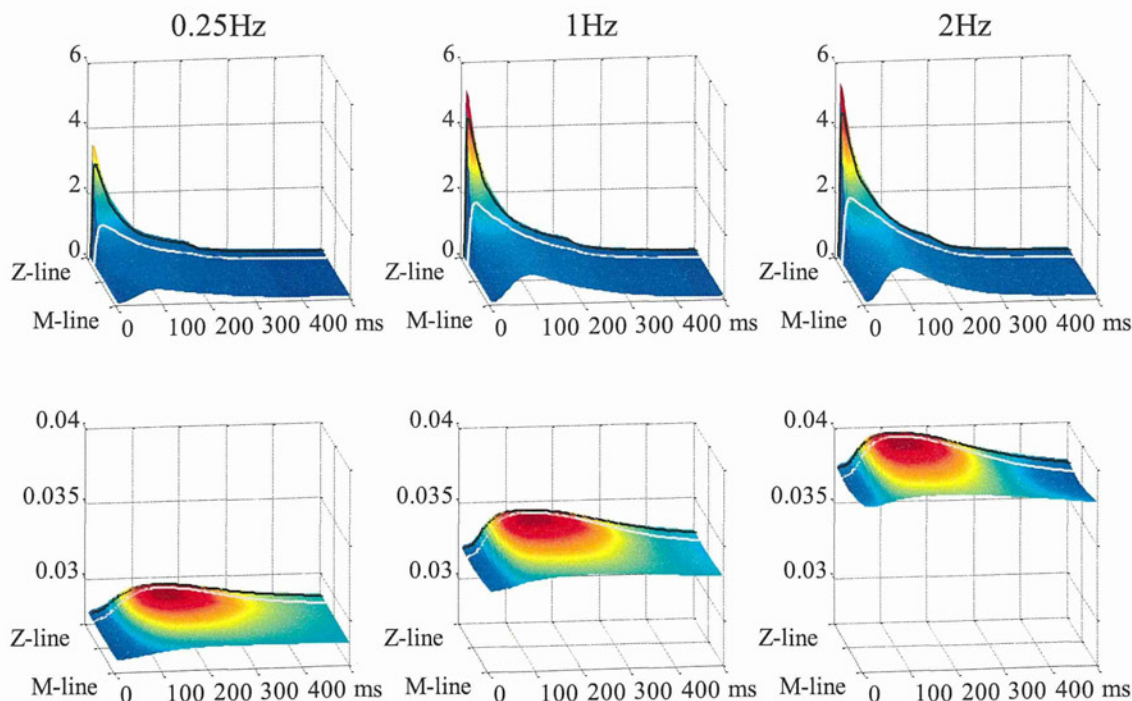 0.25Hz 1Hz 2Hz
6 6 6
4 4 4
2 2 2
0 0 0
Z-line Z-line Z-line
M-line M-line M-line
0 100 200 300 400 ms 0 100 200 300 400 ms 0 100 200 300 400 ms
0.04 0.04 0.04
0.035 0.035 0.035
0.03 0.03 0.03
Z-line Z-line Z-line
M-line M-line M-line
0 100 200 300 400 ms 0 100 200 300 400 ms 0 100 200 300 400 ms